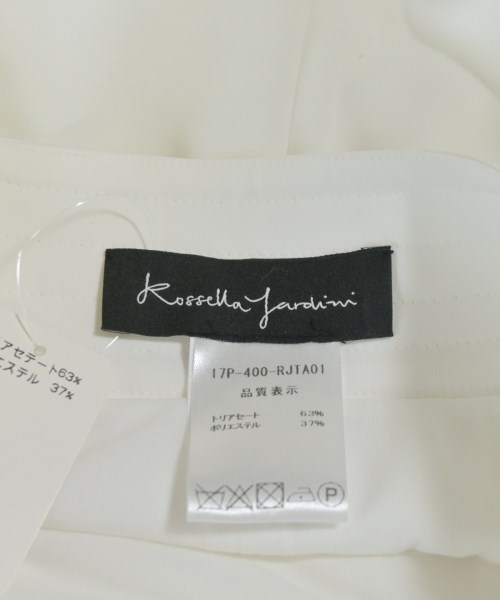 Rossella Jardini
17P-400-RJTA01
品質表示
トリアセート 63%
ポリエステル 37%
P
アセテート63%
エステル 37%